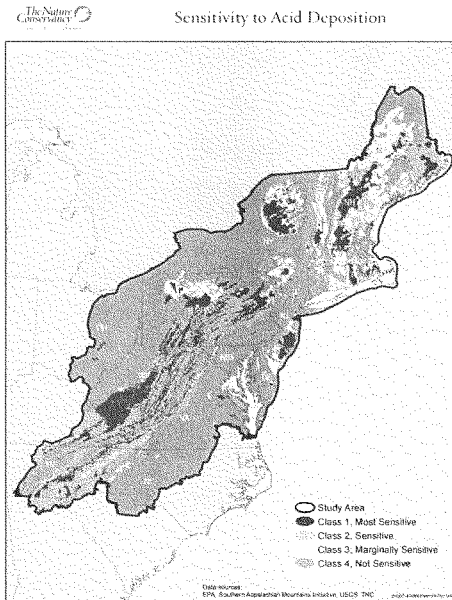 The Nature
Conservancy
Sensitivity to Acid Deposition
Study Area
Class 1, Most Sensitive
Class 2, Sensitive
Class 3, Marginally Sensitive
Class 4, Not Sensitive
Data sources:
EPA, Southern Appalachian Mountains Initiative, USGS, TNC